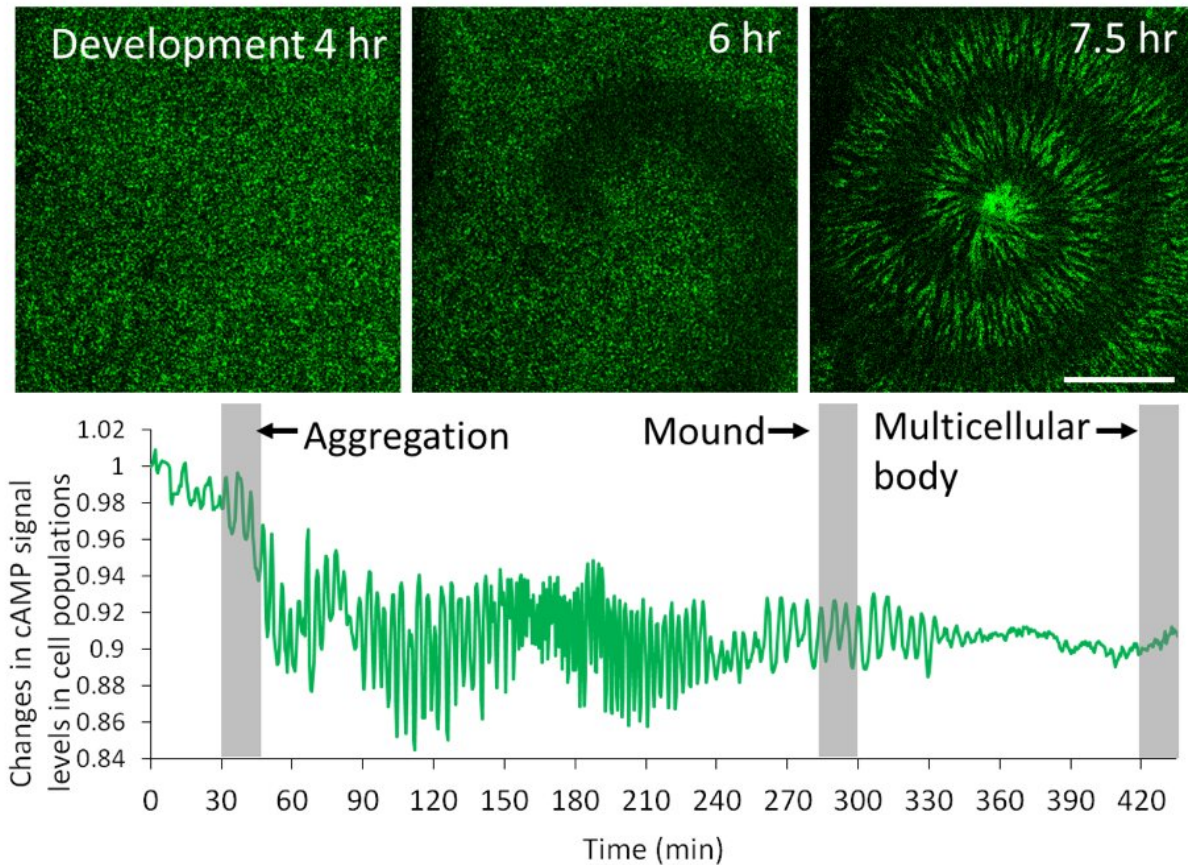 Development 4 hr
6 hr
7.5 hr
Changes in cAMP signal
levels in cell populations
1.02
1
0.98
0.96
0.94
0.92
0.9
0.88
0.86
0.84
Aggregation
Mound
Multicellular
body
0 30 60 90 120 150 180 210 240 270 300 330 360 390 420
Time (min)